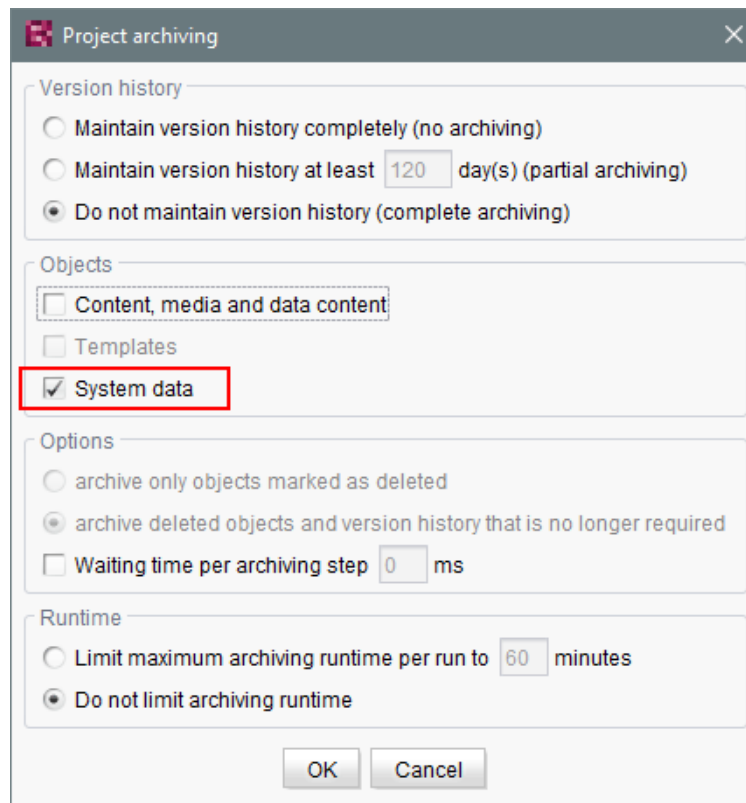 Project archiving
Version history
Maintain version history completely (no archiving)
Maintain version history at least 120 day(s) (partial archiving)
Do not maintain version history (complete archiving)
Objects
Content, media and data content
Templates
System data
Options
archive only objects marked as deleted
archive deleted objects and version history that is no longer required
Waiting time per archiving step 0 ms
Runtime
Limit maximum archiving runtime per run to 60 minutes
Do not limit archiving runtime
OK Cancel